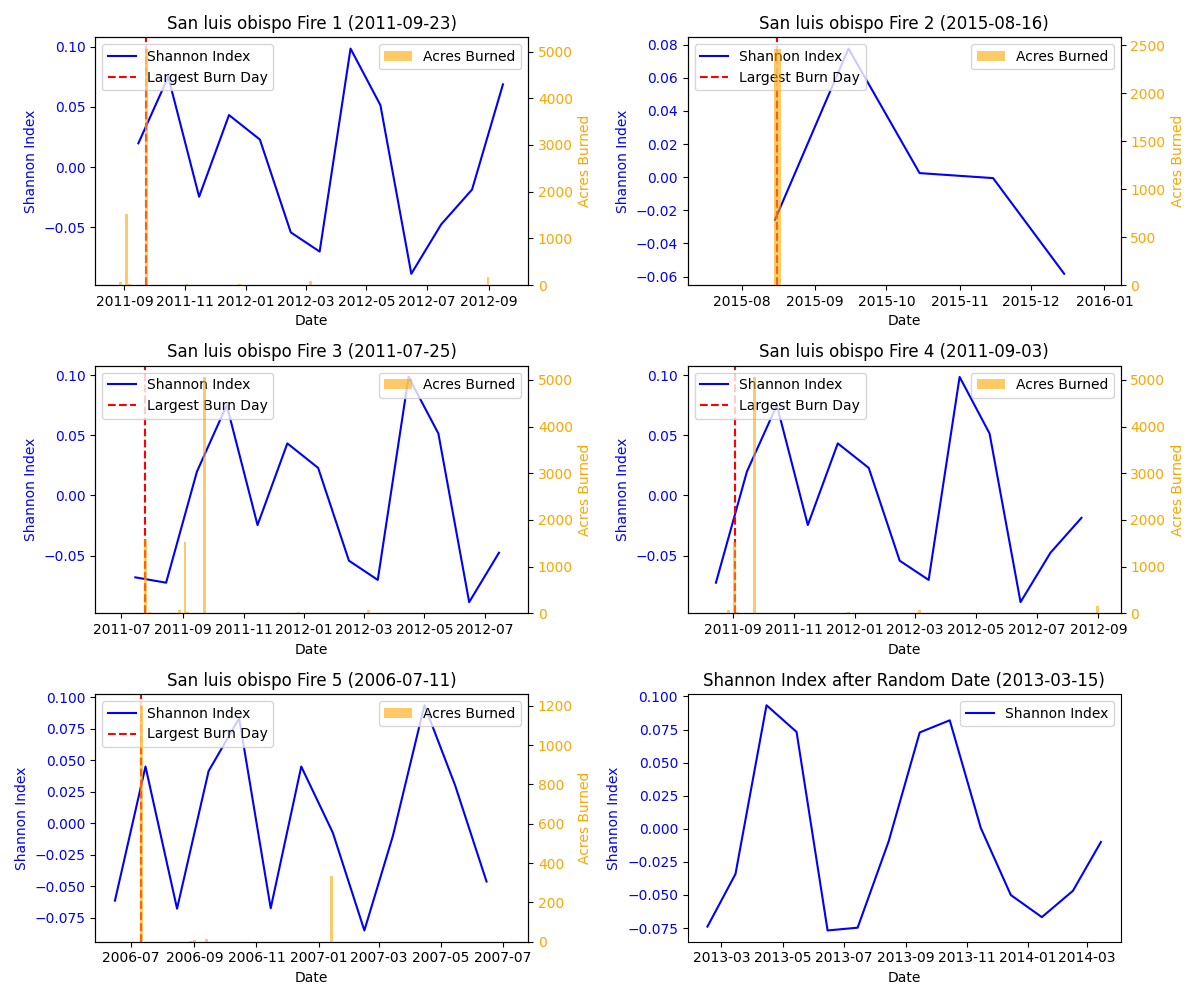 San luis obispo Fire 1 (2011-09-23)
Shannon Index
Largest Burn Day
Acres Burned
0.10
0.05
0.00
−0.05
5000
4000
3000
2000
1000
0
Shannon Index
Acres Burned
2011-09 2011-11 2012-01 2012-03 2012-05 2012-07 2012-09
Date
San luis obispo Fire 2 (2015-08-16)
Shannon Index
Largest Burn Day
Acres Burned
0.08
0.06
0.04
0.02
0.00
−0.02
−0.04
−0.06
2500
2000
1500
1000
500
0
Shannon Index
Acres Burned
2015-08 2015-09 2015-10 2015-11 2015-12 2016-01
Date
San luis obispo Fire 3 (2011-07-25)
Shannon Index
Largest Burn Day
Acres Burned
0.10
0.05
0.00
−0.05
5000
4000
3000
2000
1000
0
Shannon Index
Acres Burned
2011-07 2011-09 2011-11 2012-01 2012-03 2012-05 2012-07
Date
San luis obispo Fire 4 (2011-09-03)
Shannon Index
Largest Burn Day
Acres Burned
0.10
0.05
0.00
−0.05
5000
4000
3000
2000
1000
0
Shannon Index
Acres Burned
2011-09 2011-11 2012-01 2012-03 2012-05 2012-07 2012-09
Date
San luis obispo Fire 5 (2006-07-11)
Shannon Index
Largest Burn Day
Acres Burned
0.100
0.075
0.050
0.025
0.000
−0.025
−0.050
−0.075
1200
1000
800
600
400
200
0
Shannon Index
Acres Burned
2006-07 2006-09 2006-11 2007-01 2007-03 2007-05 2007-07
Date
Shannon Index after Random Date (2013-03-15)
Shannon Index
0.100
0.075
0.050
0.025
0.000
−0.025
−0.050
−0.075
Shannon Index
2013-03 2013-05 2013-07 2013-09 2013-11 2014-01 2014-03
Date